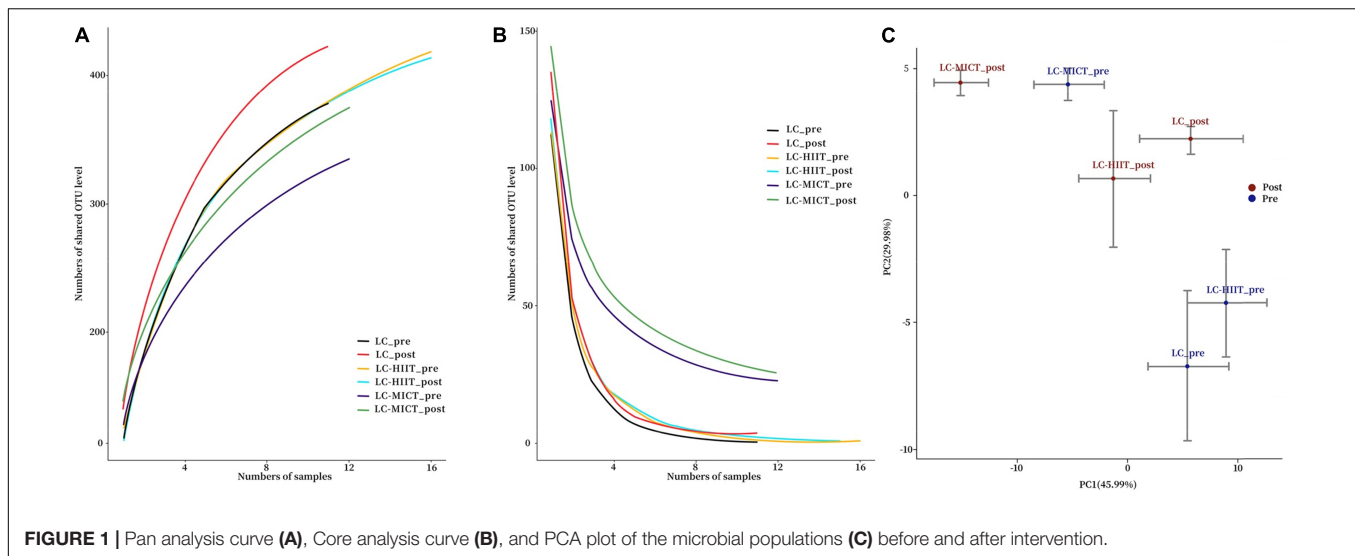 A
Numbers of shared OTU level
400
300
200
0
4
8
12
16
Numbers of samples
LC_pre
LC_post
LC-HIIT_pre
LC-HIIT_post
LC-MICT_pre
LC-MICT_post
B
Numbers of shared OTU level
150
100
50
0
4
8
12
16
Numbers of samples
LC_pre
LC_post
LC-HIIT_pre
LC-HIIT_post
LC-MICT_pre
LC-MICT_post
C
PC2(29.98%)
5
0
-5
-10
-10
0
10
PC1(45.99%)
LC-MICT_post
LC-MICT_pre
LC_post
LC-HIIT_post
LC-HIIT_pre
LC_pre
Post
Pre
FIGURE 1 | Pan analysis curve (A), Core analysis curve (B), and PCA plot of the microbial populations (C) before and after intervention.